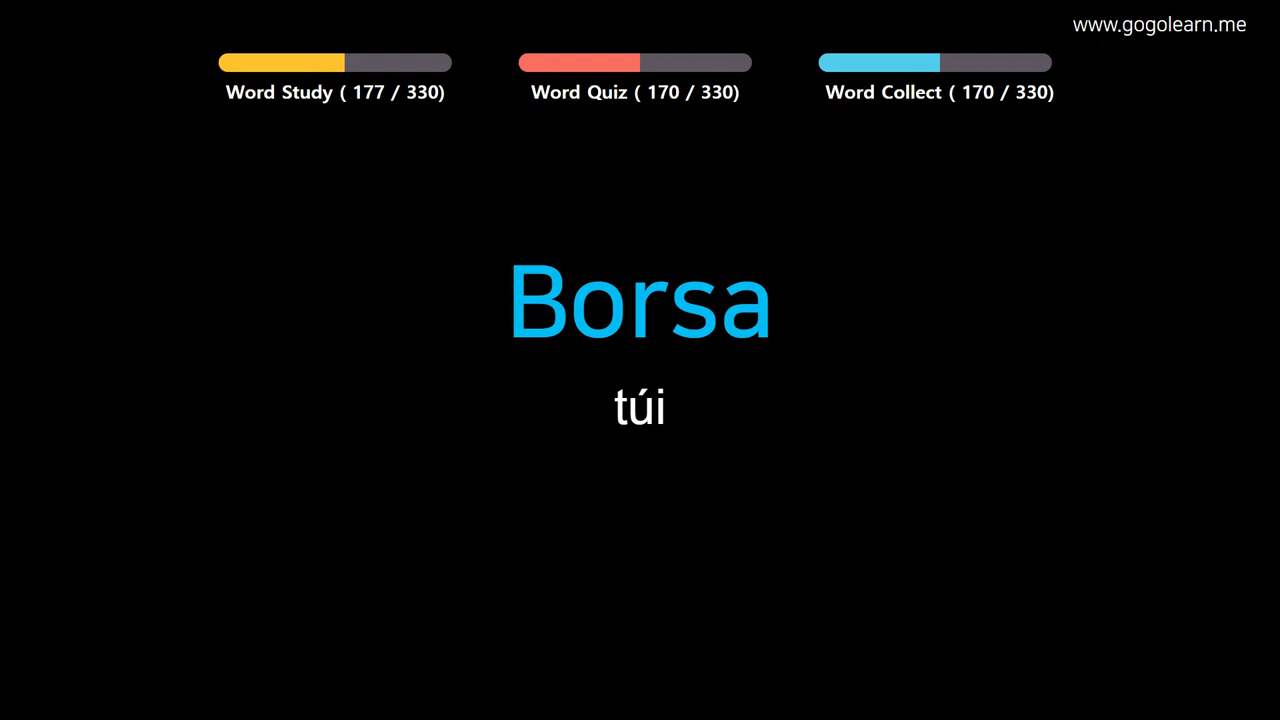 www.gogolearn.me
Word Study ( 177 / 330)
Word Quiz ( 170 / 330)
Word Collect ( 170 / 330)
Borsa
túi